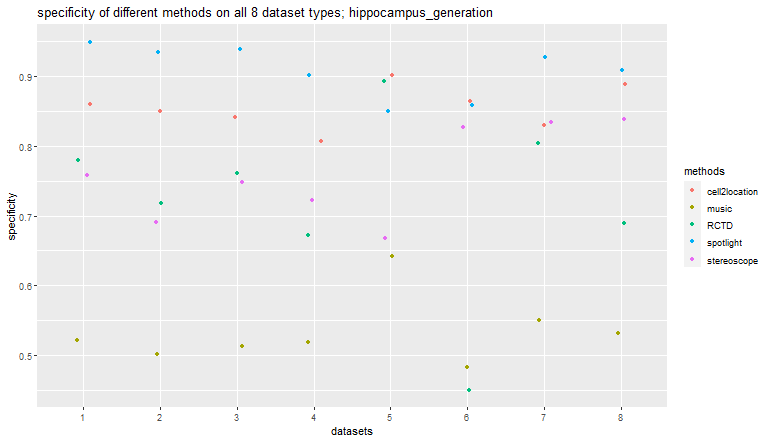 specificity of different methods on all 8 dataset types; hippocampus_generation
specificity
0.9
0.8
0.7
0.6
0.5
1 2 3 4 5 6 7 8
datasets
methods
cell2location
music
RCTD
spotlight
stereoscope